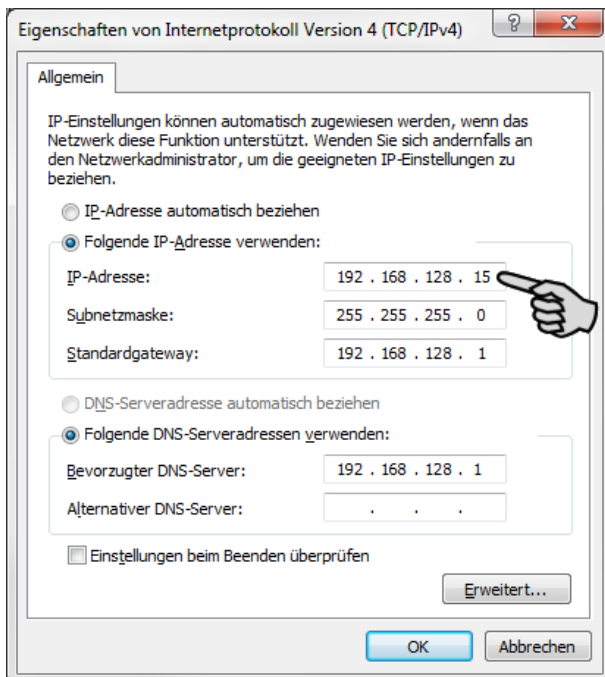 Eigenschaften von Internetprotokoll Version 4 (TCP/IPv4)
Allgemein
IP-Einstellungen können automatisch zugewiesen werden, wenn das
Netzwerk diese Funktion unterstützt. Wenden Sie sich andernfalls an
den Netzwerkadministrator, um die geeigneten IP-Einstellungen zu
beziehen.
IP-Adresse automatisch beziehen
Folgende IP-Adresse verwenden:
IP-Adresse: 192 . 168 . 128 . 15
Subnetzmaske: 255 . 255 . 255 . 0
Standardgateway: 192 . 168 . 128 . 1
DNS-Serveradresse automatisch beziehen
Folgende DNS-Serveradressen verwenden:
Bevorzugter DNS-Server: 192 . 168 . 128 . 1
Alternativer DNS-Server: . . .
Einstellungen beim Beenden überprüfen
Erweitert...
OK Abbrechen